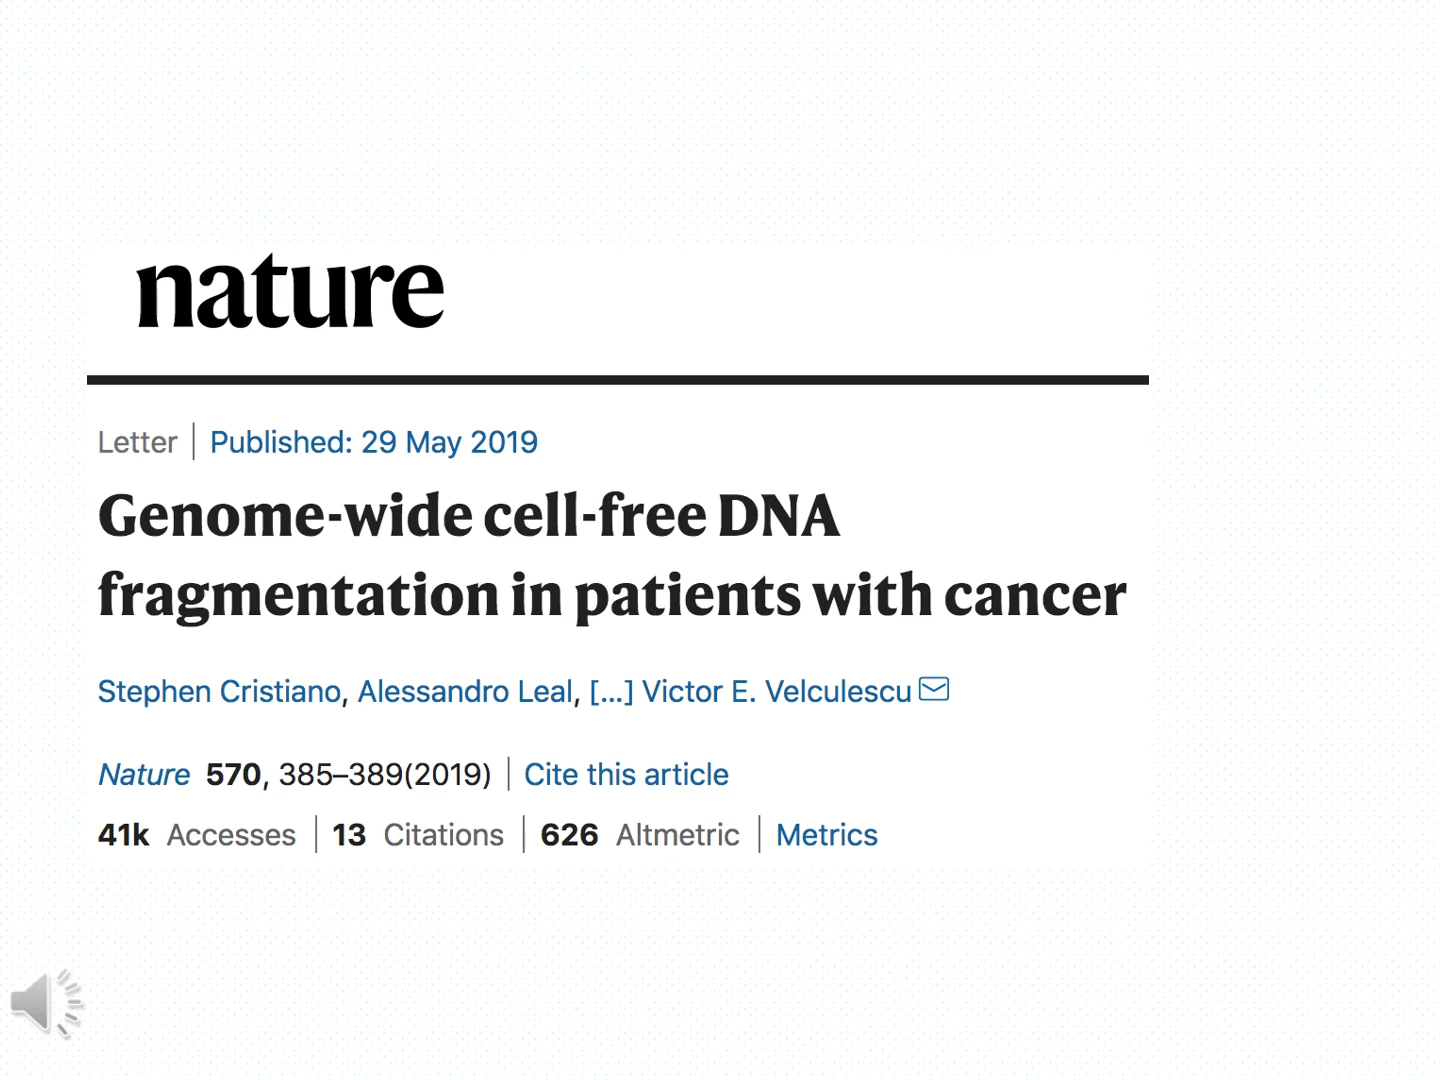 nature
Letter | Published: 29 May 2019
Genome-wide cell-free DNA
fragmentation in patients with cancer
Stephen Cristiano, Alessandro Leal, [...] Victor E. Velculescu
Nature 570, 385–389(2019) | Cite this article
41k Accesses | 13 Citations | 626 Altmetric | Metrics